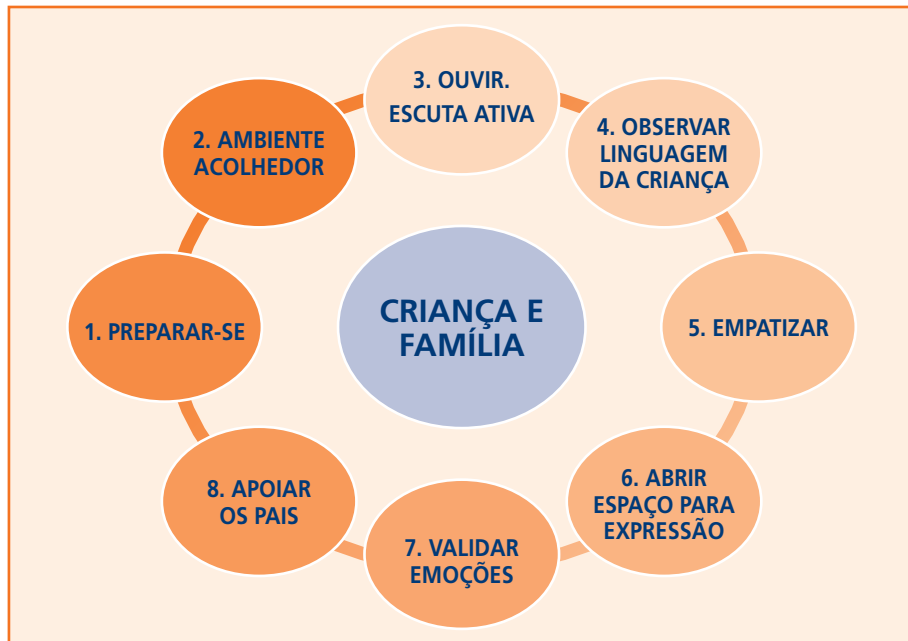 1. PREPARAR-SE
2. AMBIENTE
ACOLHEDOR
3. OUVIR.
ESCUTA ATIVA
4. OBSERVAR
LINGUAGEM
DA CRIANÇA
5. EMPATIZAR
6. ABRIR
ESPAÇO PARA
EXPRESSÃO
7. VALIDAR
EMOÇÕES
8. APOIAR
OS PAIS
CRIANÇA E
FAMÍLIA